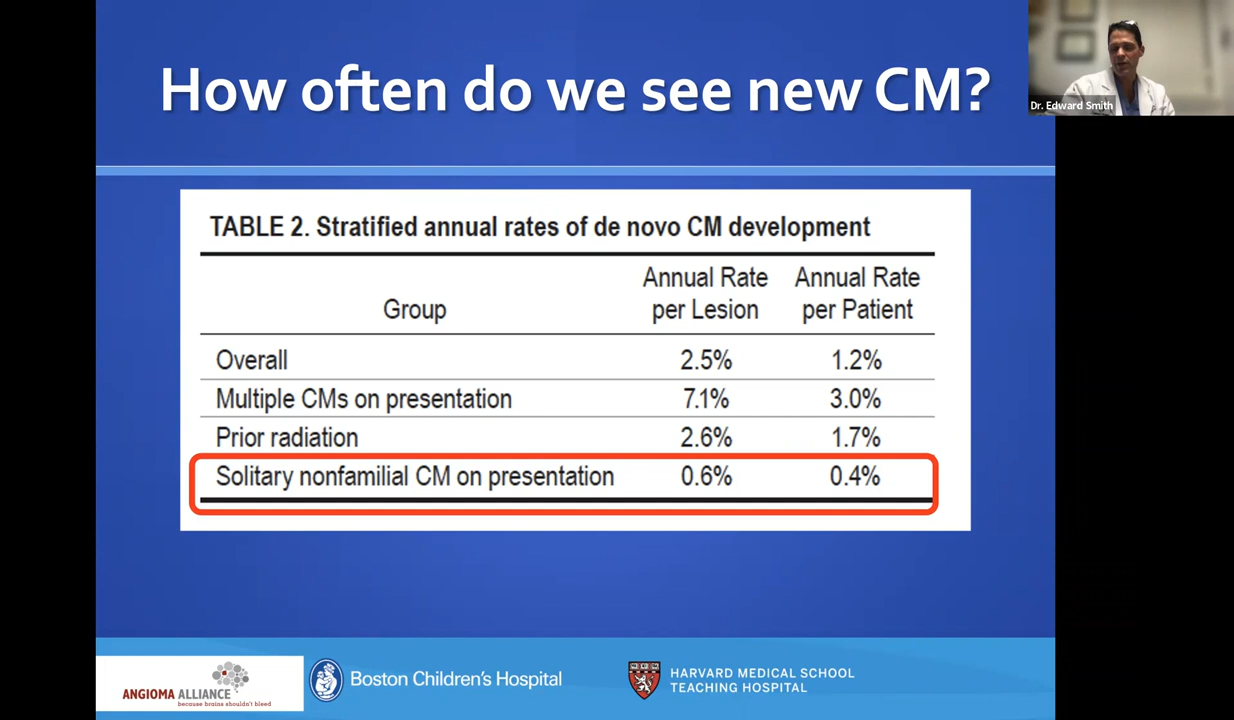 How often do we see new CM?
Dr. Edward Smith
TABLE 2. Stratified annual rates of de novo CM development
Group
Annual Rate per Lesion
Annual Rate per Patient
Overall 2.5% 1.2%
Multiple CMs on presentation 7.1% 3.0%
Prior radiation 2.6% 1.7%
Solitary nonfamilial CM on presentation 0.6% 0.4%
ANGIOMA ALLIANCE
because brains shouldn't bleed
Boston Children's Hospital
HARVARD MEDICAL SCHOOL
TEACHING HOSPITAL